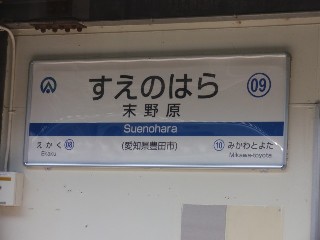 すえのはら 09
末野原
Suenohara
えかく 08 (愛知県豊田市) 10 みかわとよた
Ekaku Mikawa-toyota